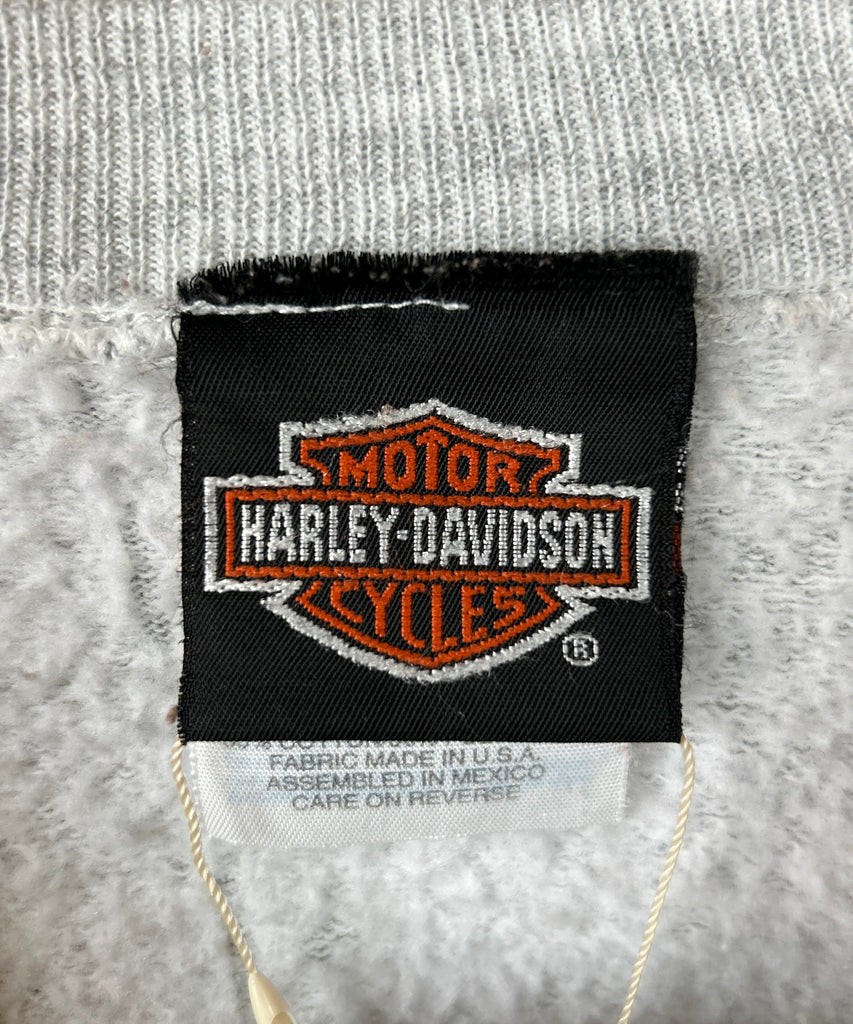 MOTOR
HARLEY-DAVIDSON
CYCLES
®
FABRIC MADE IN U.S.A.
ASSEMBLED IN MEXICO
CARE ON REVERSE